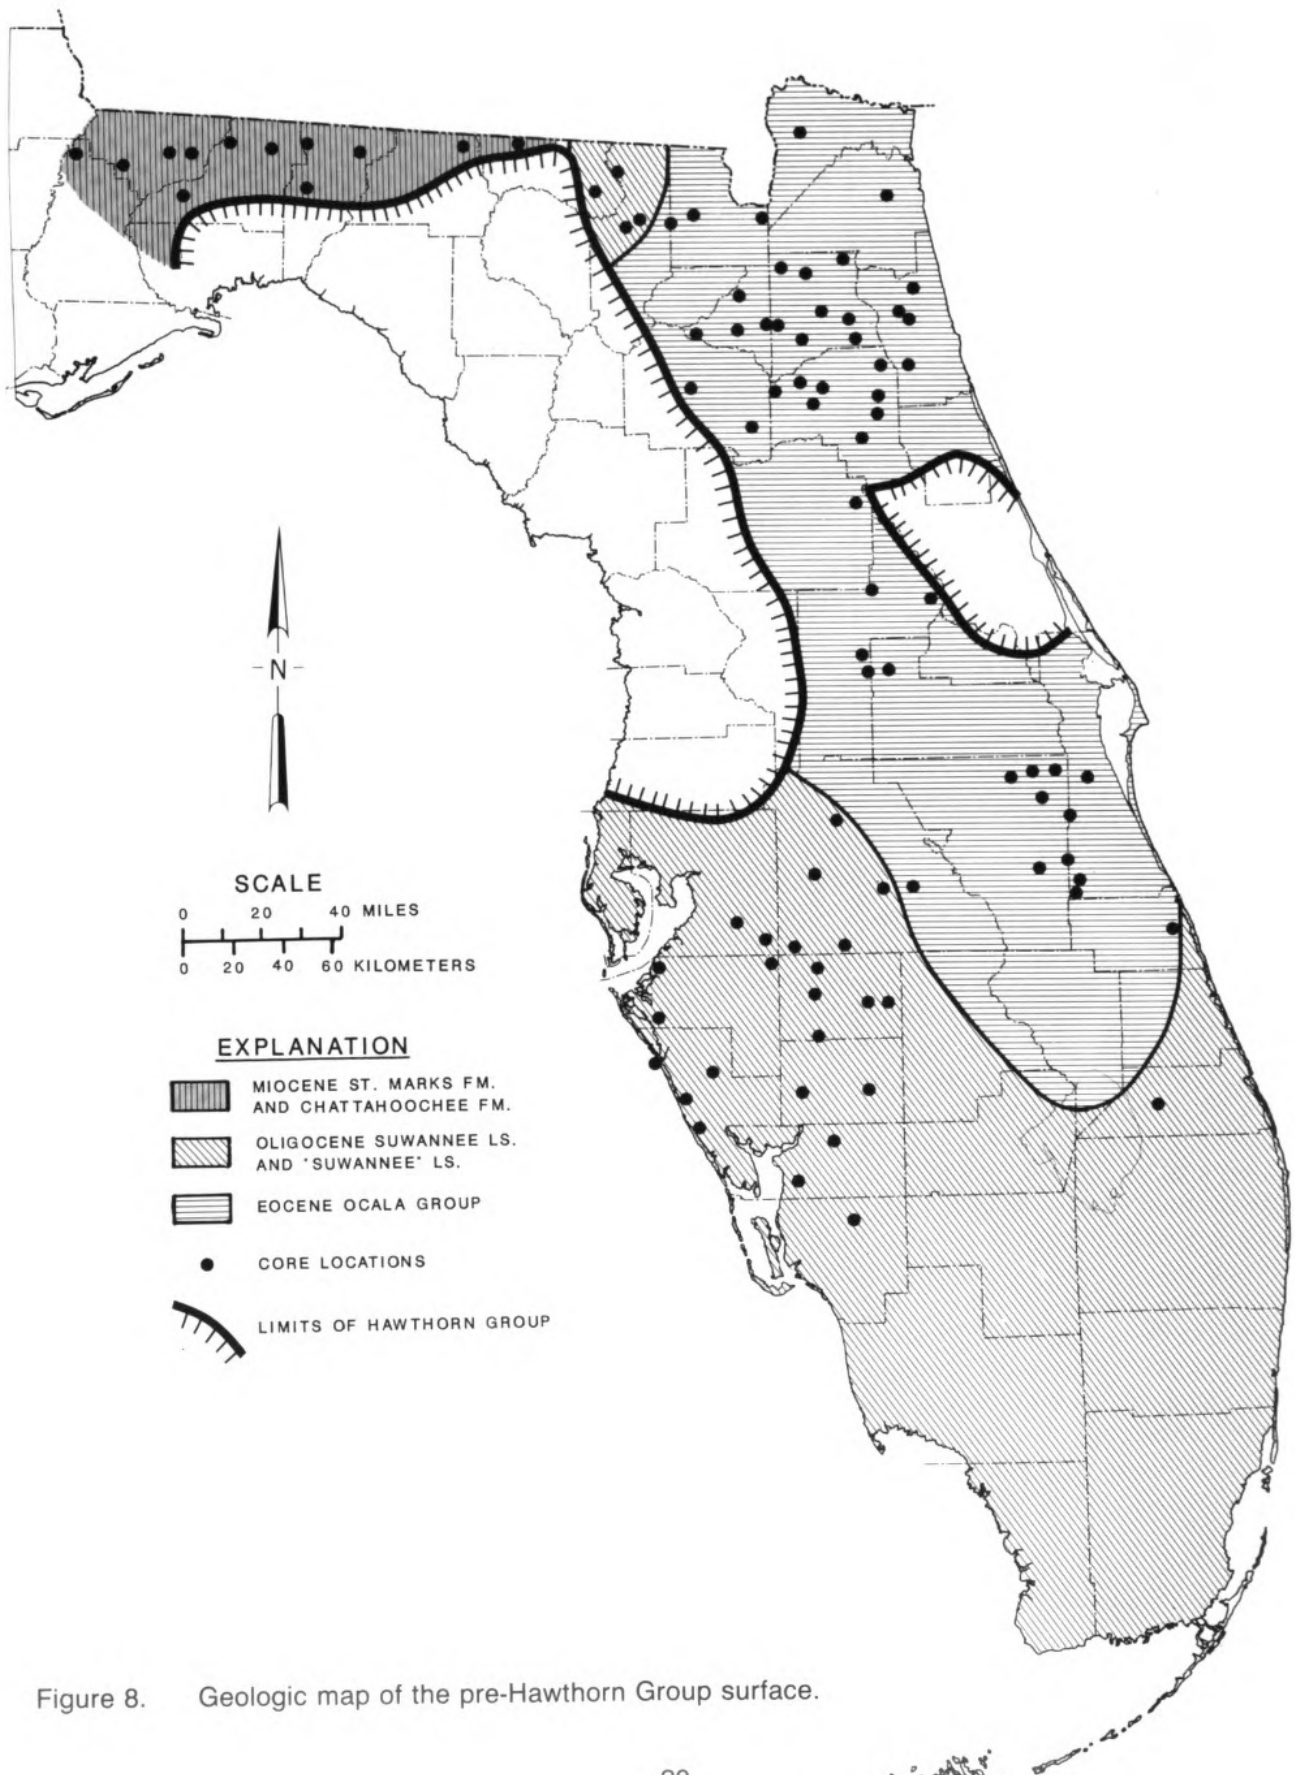 N
SCALE
0 20 40 MILES
0 20 40 60 KILOMETERS
EXPLANATION
MIOCENE ST. MARKS FM.
AND CHATTAHOOCHEE FM.
OLIGOCENE SUWANNEE LS.
AND "SUWANNEE" LS.
EOCENE OCALA GROUP
CORE LOCATIONS
LIMITS OF HAWTHORN GROUP
Figure 8. Geologic map of the pre-Hawthorn Group surface.